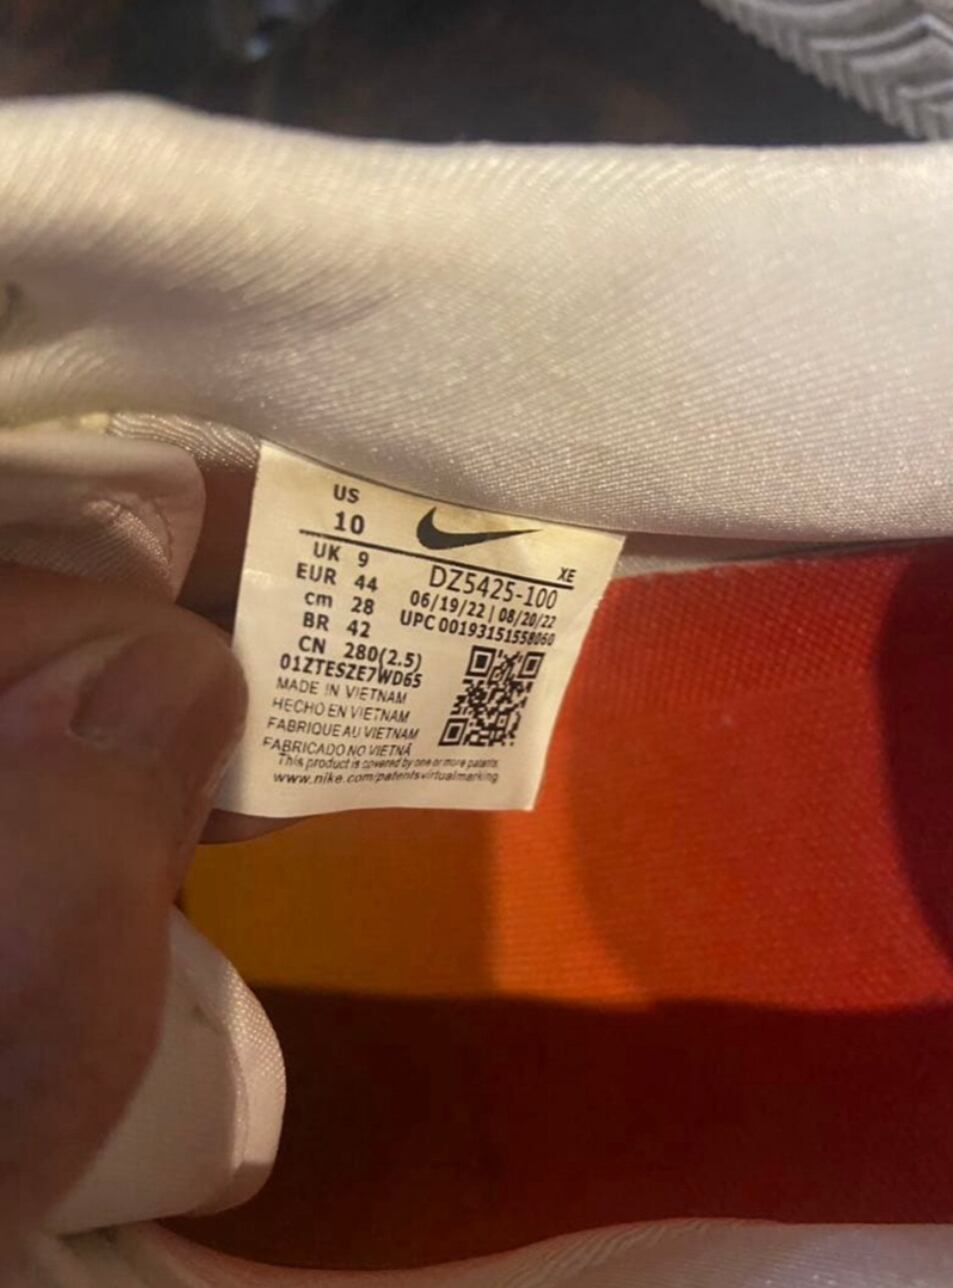 US
10
UK 9
EUR 44
cm 28
BR 42
CN 280(2.5)
01ZTESZE7WD65
XE
DZ5425-100
06/19/22 | 08/20/22
UPC 00193151558060
MADE IN VIETNAM
HECHO EN VIETNAM
FABRIQUE AU VIETNAM
FABRICADO NO VIETNÃ
This product is covered by one or more patents.
www.nike.com/patentsvirtualmarking